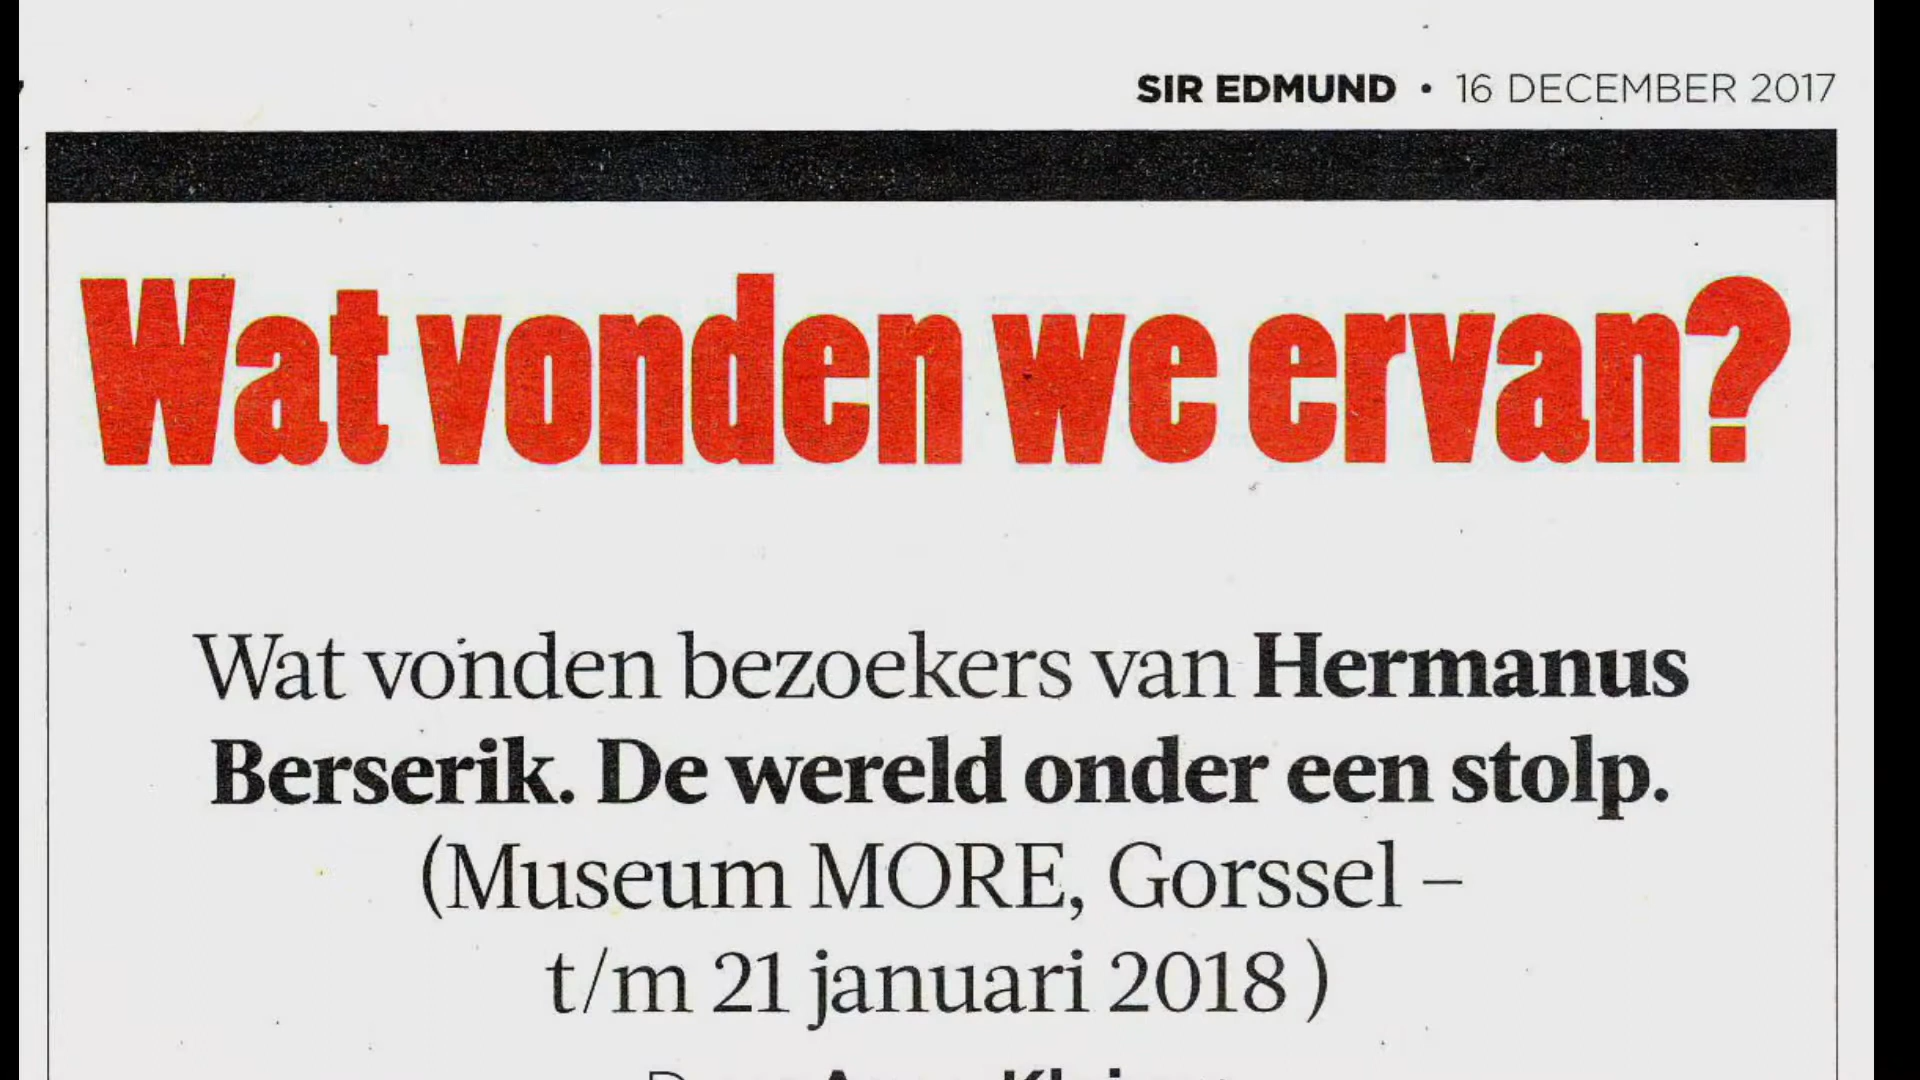 SIR EDMUND • 16 DECEMBER 2017
Wat vonden we ervan?
Wat vonden bezoekers van Hermanus
Berserik. De wereld onder een stolp.
(Museum MORE, Gorssel –
t/m 21 januari 2018 )